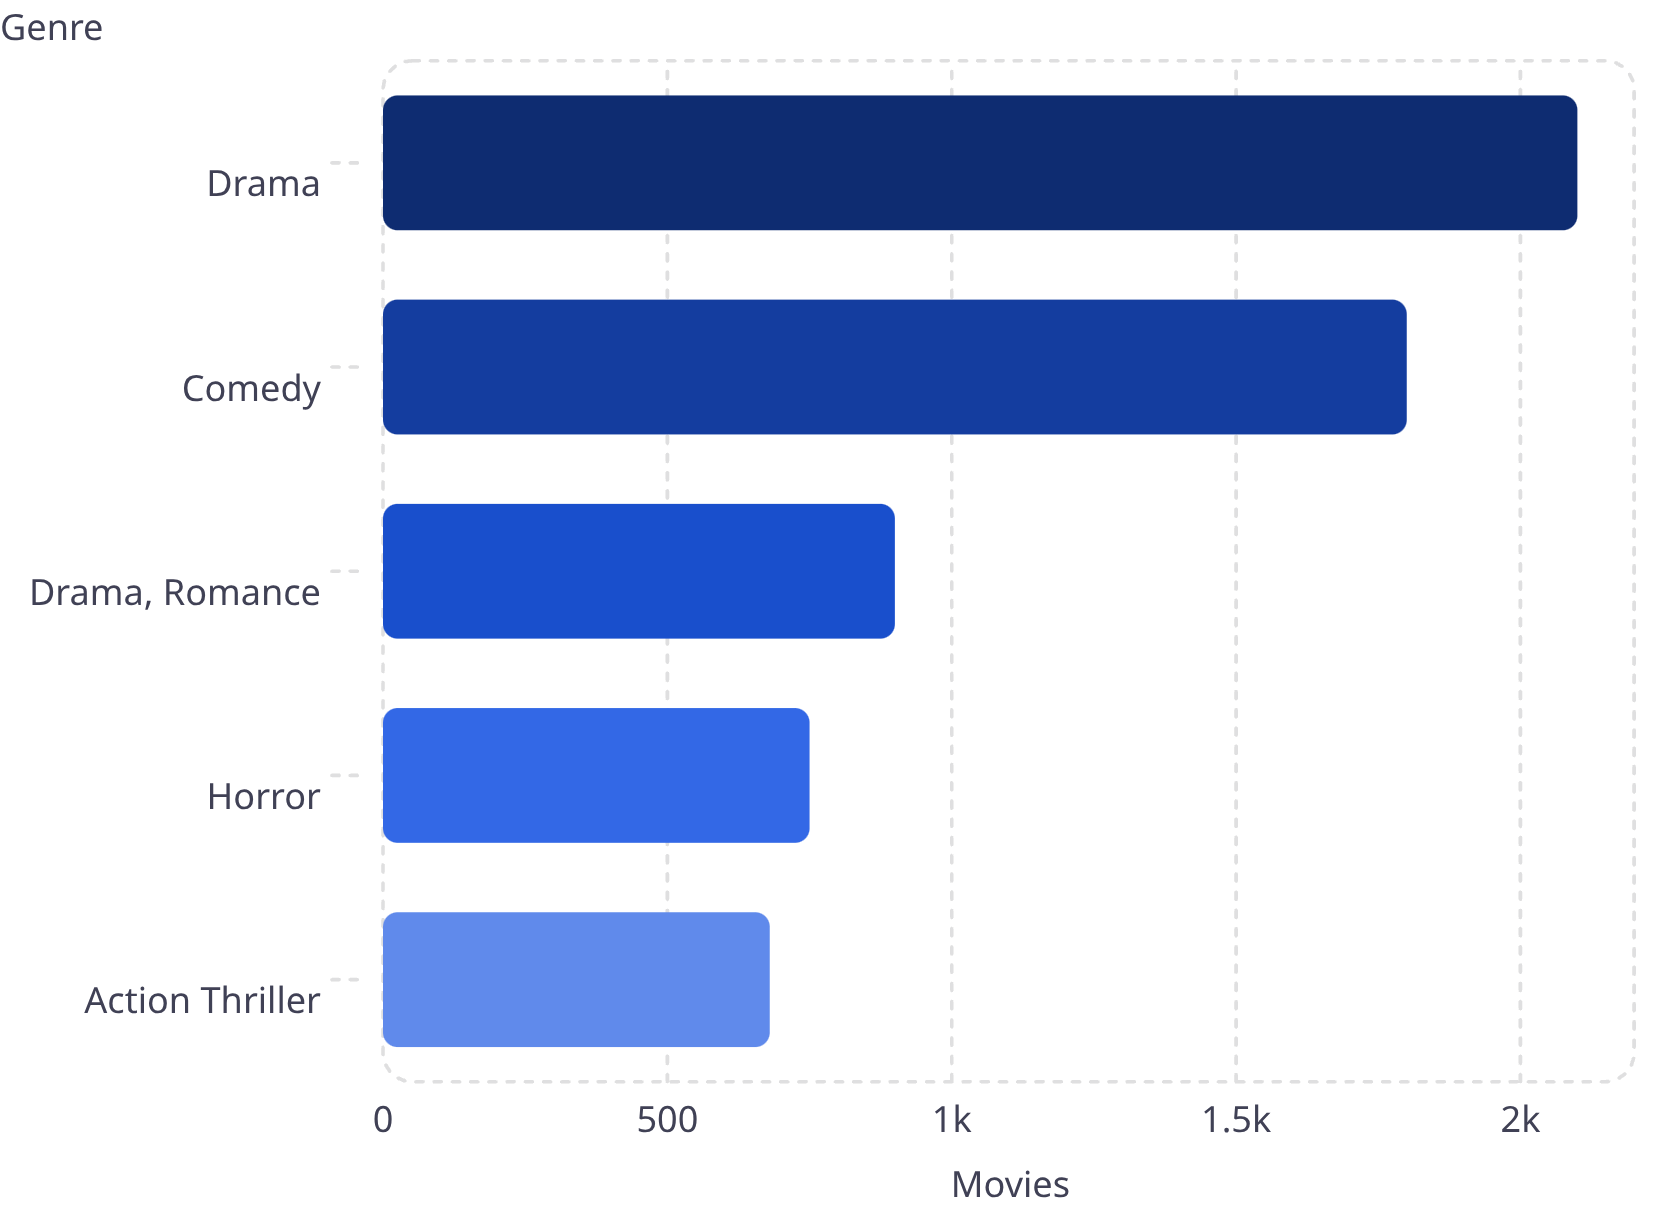 Genre
Drama
Comedy
Drama, Romance
Horror
Action Thriller
0 500 1k 1.5k 2k
Movies